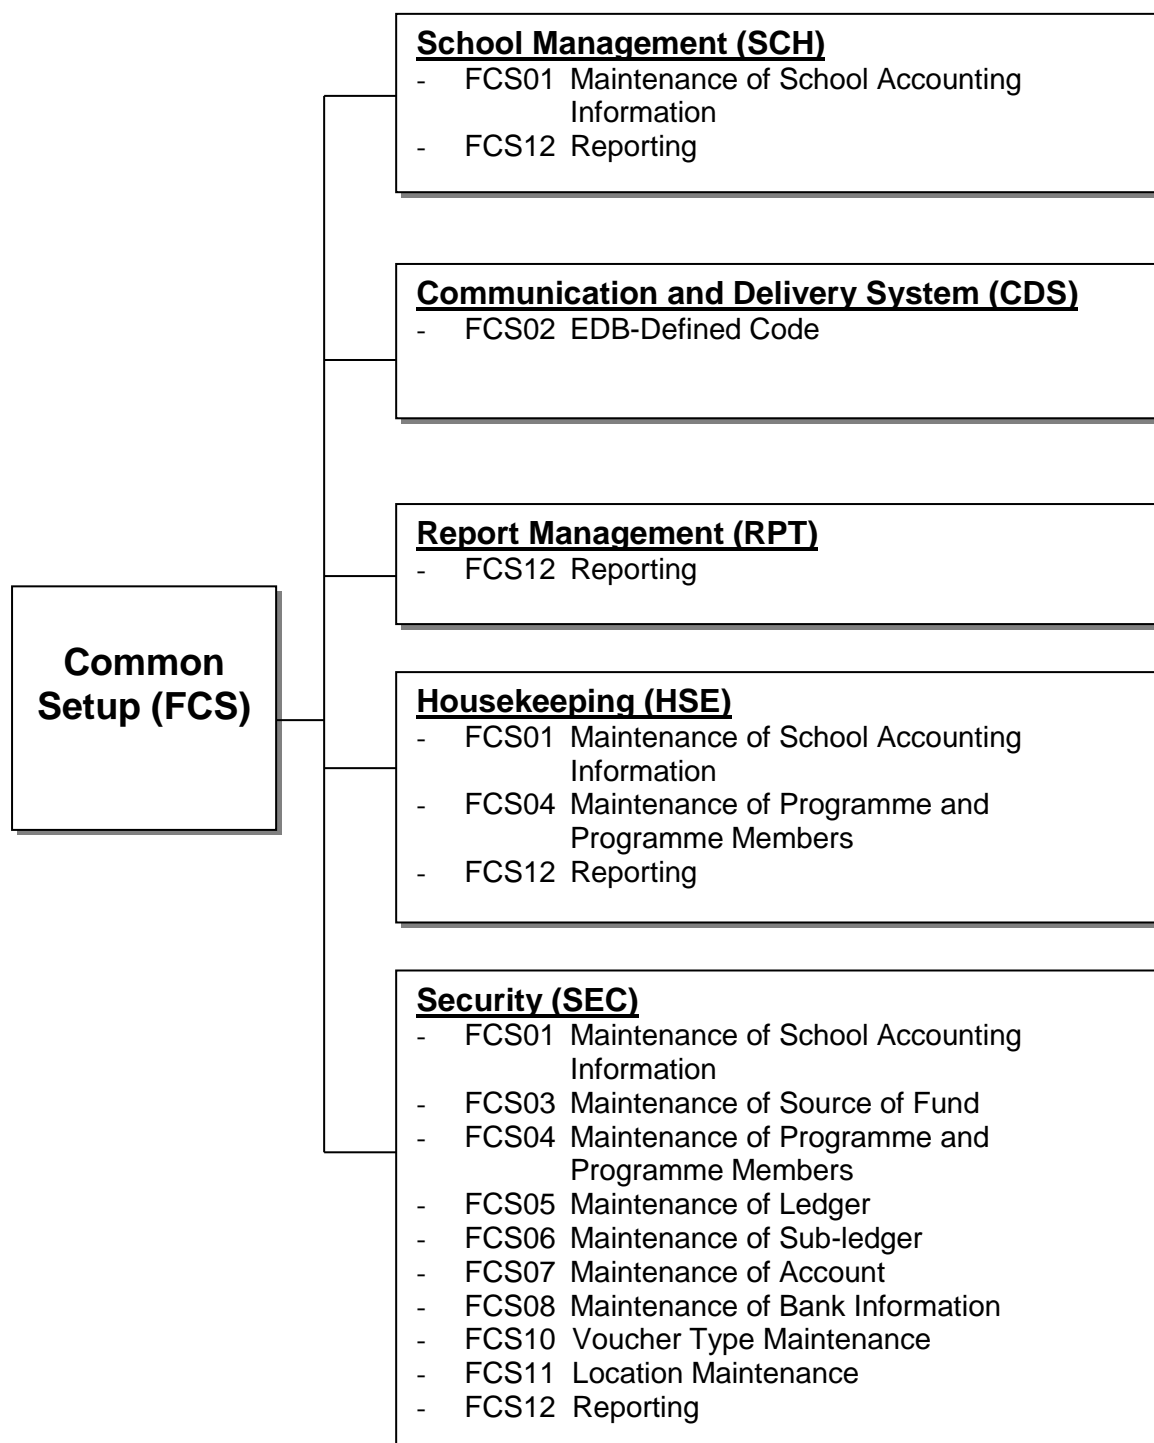 School Management (SCH)
- FCS01 Maintenance of School Accounting
Information
- FCS12 Reporting
Communication and Delivery System (CDS)
- FCS02 EDB-Defined Code
Report Management (RPT)
- FCS12 Reporting
Common
Setup (FCS)
Housekeeping (HSE)
- FCS01 Maintenance of School Accounting
Information
- FCS04 Maintenance of Programme and
Programme Members
- FCS12 Reporting
Security (SEC)
- FCS01 Maintenance of School Accounting
Information
- FCS03 Maintenance of Source of Fund
- FCS04 Maintenance of Programme and
Programme Members
- FCS05 Maintenance of Ledger
- FCS06 Maintenance of Sub-ledger
- FCS07 Maintenance of Account
- FCS08 Maintenance of Bank Information
- FCS10 Voucher Type Maintenance
- FCS11 Location Maintenance
- FCS12 Reporting